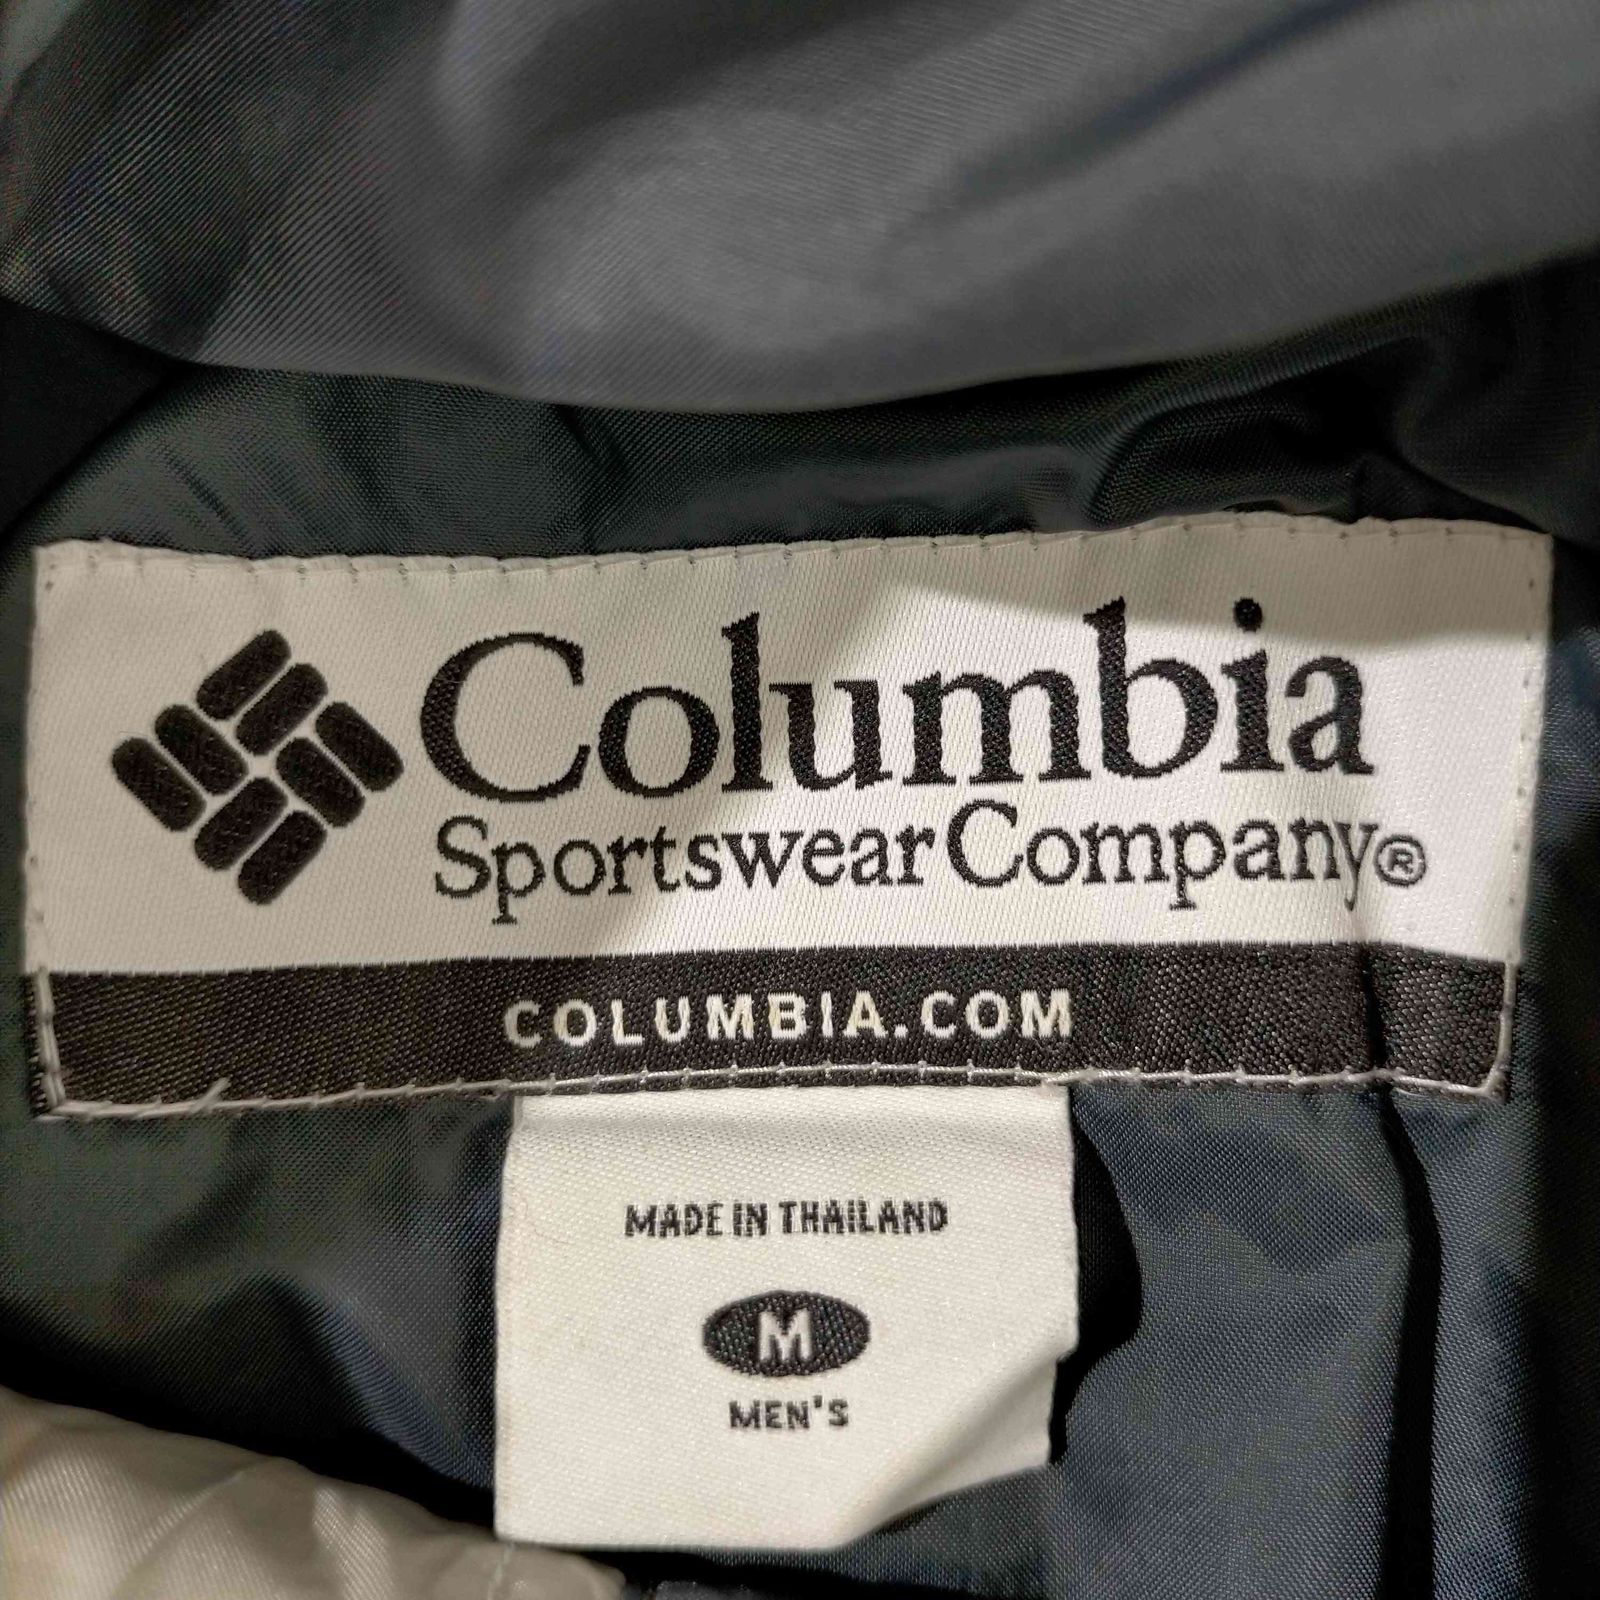 Columbia
Sportswear Company®
COLUMBIA.COM
MADE IN THAILAND
M
MEN'S